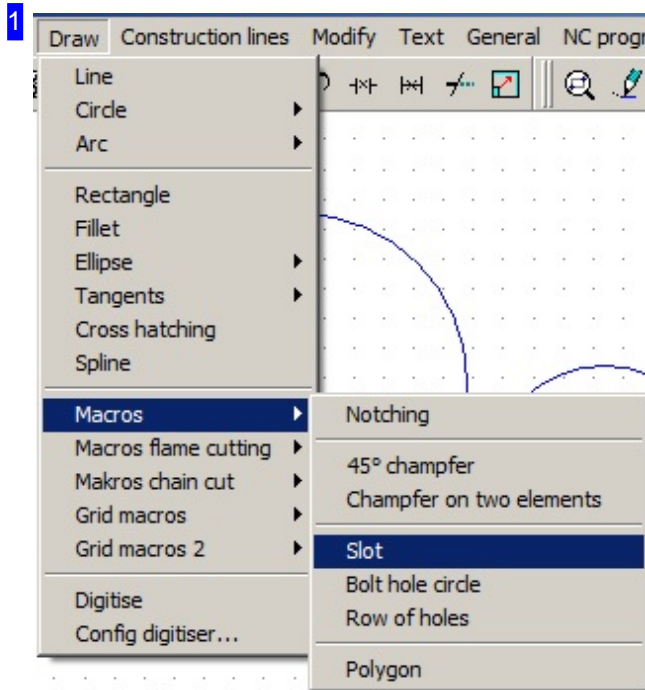 1
Draw Construction lines Modify Text General NC progr
Line
Circle
Arc
Rectangle
Fillet
Ellipse
Tangents
Cross hatching
Spline
Macros
Macros flame cutting
Makros chain cut
Grid macros
Grid macros 2
Digitise
Config digitiser...
Notching
45° champfer
Champfer on two elements
Slot
Bolt hole circle
Row of holes
Polygon